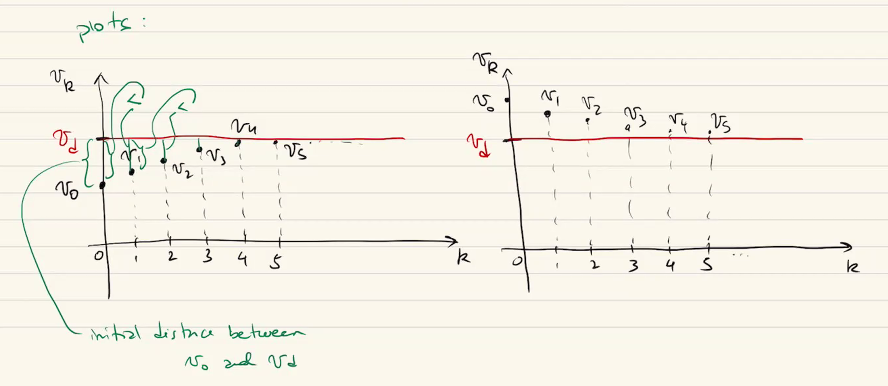 plots:
v_k
v_d
v_0
v_1
v_2
v_3
v_4
v_5
<
<
0 1 2 3 4 5
k
initial distance between
v_0 and v_d
v_k
v_0
v_d
v_1
v_2
v_3
v_4
v_5
0 1 2 3 4 5 ...
k